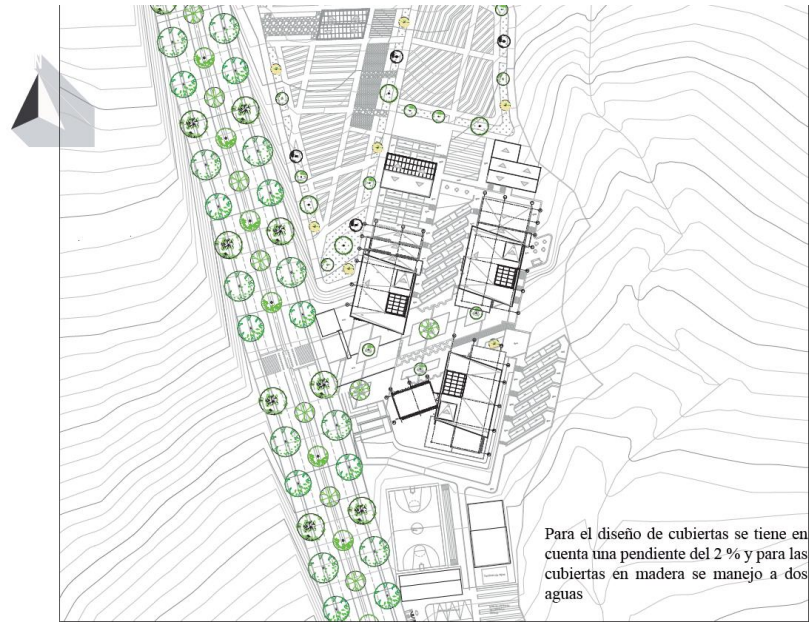 Para el diseño de cubiertas se tiene en
cuenta una pendiente del 2 % y para las
cubiertas en madera se manejo a dos
aguas